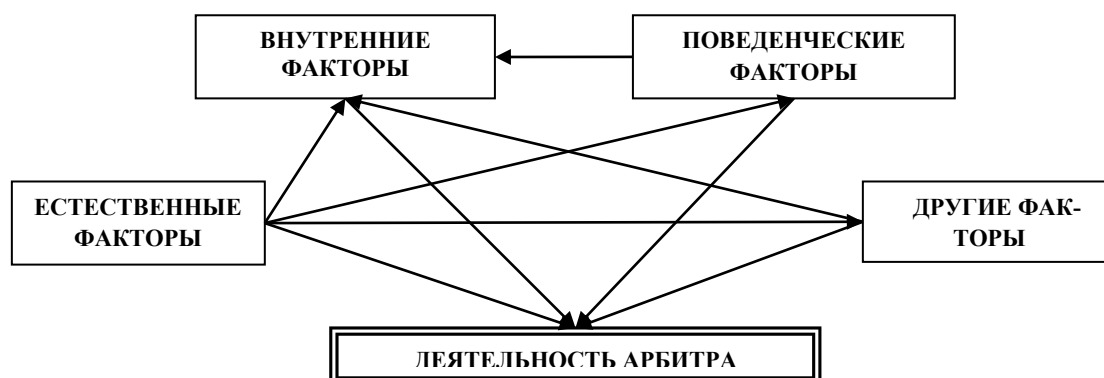 ВНУТРЕННИЕ
ФАКТОРЫ
ПОВЕДЕНЧЕСКИЕ
ФАКТОРЫ
ЕСТЕСТВЕННЫЕ
ФАКТОРЫ
ДРУГИЕ ФАК-
ТОРЫ
ДЕЯТЕЛЬНОСТЬ АРБИТРА